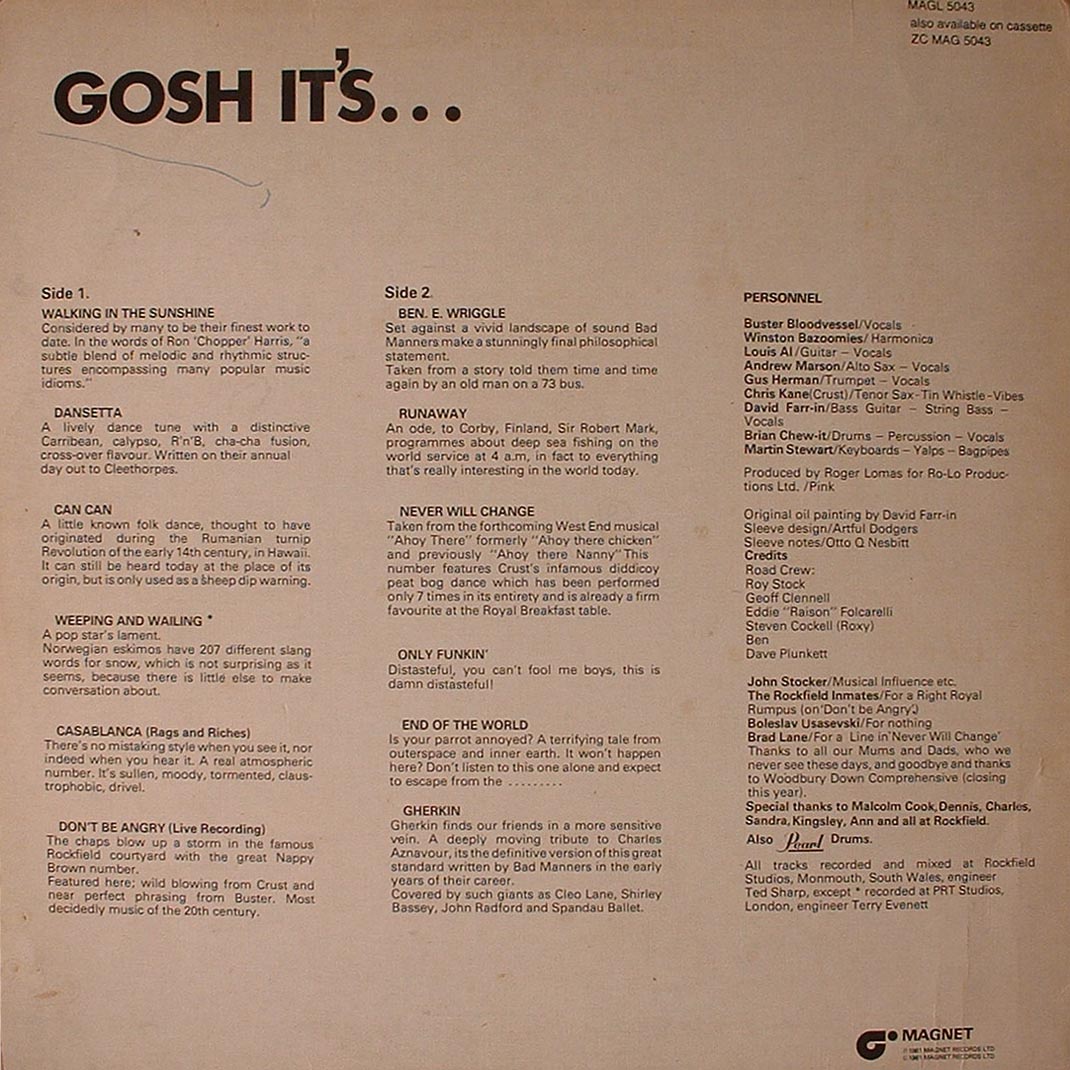 MAGL 5043
also available on cassette
ZC MAG 5043
GOSH IT'S...
Side 1.
WALKING IN THE SUNSHINE
Considered by many to be their finest work to
date. In the words of Ron 'Chopper' Harris, "a
subtle blend of melodic and rhythmic struc-
tures encompassing many popular music
idioms."
DANSETTA
A lively dance tune with a distinctive
Carribean, calypso, R'n'B, cha-cha fusion,
cross-over flavour. Written on their annual
day out to Cleethorpes.
CAN CAN
A little known folk dance, thought to have
originated during the Rumanian turnip
Revolution of the early 14th century, in Hawaii.
It can still be heard today at the place of its
origin, but is only used as a sheep dip warning.
WEEPING AND WAILING *
A pop star's lament.
Norwegian eskimos have 207 different slang
words for snow, which is not surprising as it
seems, because there is little else to make
conversation about.
CASABLANCA (Rags and Riches)
There's no mistaking style when you see it, nor
indeed when you hear it. A real atmospheric
number. It's sullen, moody, tormented, claus-
trophobic, drivel.
DON'T BE ANGRY (Live Recording)
The chaps blow up a storm in the famous
Rockfield courtyard with the great Nappy
Brown number.
Featured here; wild blowing from Crust and
near perfect phrasing from Buster. Most
decidedly music of the 20th century.
Side 2.
BEN. E. WRIGGLE
Set against a vivid landscape of sound Bad
Manners make a stunningly final philosophical
statement.
Taken from a story told them time and time
again by an old man on a 73 bus.
RUNAWAY
An ode, to Corby, Finland, Sir Robert Mark,
programmes about deep sea fishing on the
world service at 4 a.m, in fact to everything
that's really interesting in the world today.
NEVER WILL CHANGE
Taken from the forthcoming West End musical
"Ahoy There" formerly "Ahoy there chicken"
and previously "Ahoy there Nanny" This
number features Crust's infamous diddicoy
peat bog dance which has been performed
only 7 times in its entirety and is already a firm
favourite at the Royal Breakfast table.
ONLY FUNKIN'
Distasteful, you can't fool me boys, this is
damn distasteful!
END OF THE WORLD
Is your parrot annoyed? A terrifying tale from
outerspace and inner earth. It won't happen
here? Don't listen to this one alone and expect
to escape from the .........
GHERKIN
Gherkin finds our friends in a more sensitive
vein. A deeply moving tribute to Charles
Aznavour, its the definitive version of this great
standard written by Bad Manners in the early
years of their career.
Covered by such giants as Cleo Lane, Shirley
Bassey, John Radford and Spandau Ballet.
PERSONNEL
Buster Bloodvessel/Vocals
Winston Bazoomies/ Harmonica
Louis Al/Guitar – Vocals
Andrew Marson/Alto Sax – Vocals
Gus Herman/Trumpet – Vocals
Chris Kane(Crust)/Tenor Sax-Tin Whistle-Vibes
David Farr-in/Bass Guitar – String Bass –
Vocals
Brian Chew-it/Drums – Percussion – Vocals
Martin Stewart/Keyboards – Yalps – Bagpipes
Produced by Roger Lomas for Ro-Lo Produc-
tions Ltd. /Pink
Original oil painting by David Farr-in
Sleeve design/Artful Dodgers
Sleeve notes/Otto Q Nesbitt
Credits
Road Crew:
Roy Stock
Geoff Clennell
Eddie "Raison" Folcarelli
Steven Cockell (Roxy)
Ben
Dave Plunkett
John Stocker/Musical Influence etc.
The Rockfield Inmates/For a Right Royal
Rumpus (on'Don't be Angry')
Boleslav Usasevski/For nothing
Brad Lane/For a Line in'Never Will Change'
Thanks to all our Mums and Dads, who we
never see these days, and goodbye and thanks
to Woodbury Down Comprehensive (closing
this year).
Special thanks to Malcolm Cook,Dennis, Charles,
Sandra, Kingsley, Ann and all at Rockfield.
Also Pearl Drums.
All tracks recorded and mixed at Rockfield
Studios, Monmouth, South Wales, engineer
Ted Sharp, except * recorded at PRT Studios,
London, engineer Terry Evenett
MAGNET
℗ 1981 MAGNET RECORDS LTD
© 1981 MAGNET RECORDS LTD